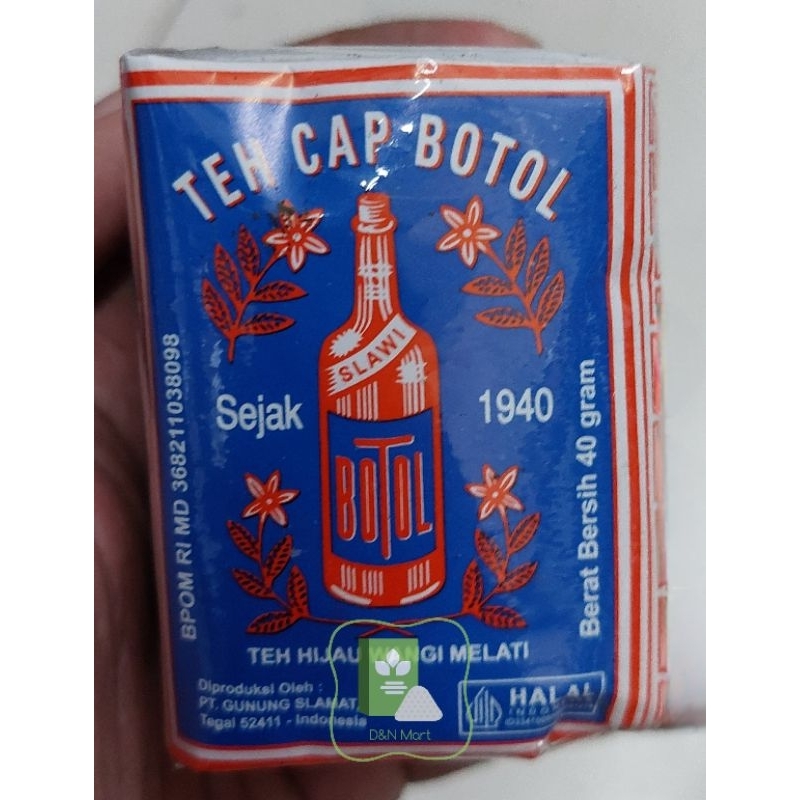 TEH CAP BOTOL
SLAWI
Sejak
1940
BOTOL
BPOM RI MD 368211038098
Berat Bersih 40 gram
TEH HIJAU WANGI MELATI
Diproduksi Oleh :
PT. GUNUNG SLAMAT
Tegal 52411 - Indonesia
HALAL
D&N Mart